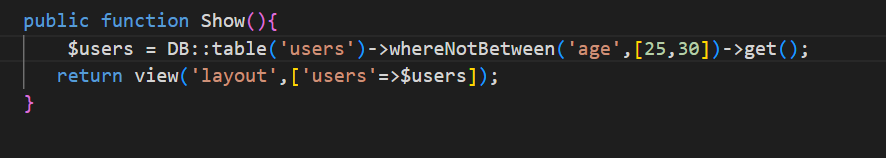 public function Show(){
$users = DB::table('users')->whereNotBetween('age',[25,30])->get();
return view('layout',['users'=>$users]);
}